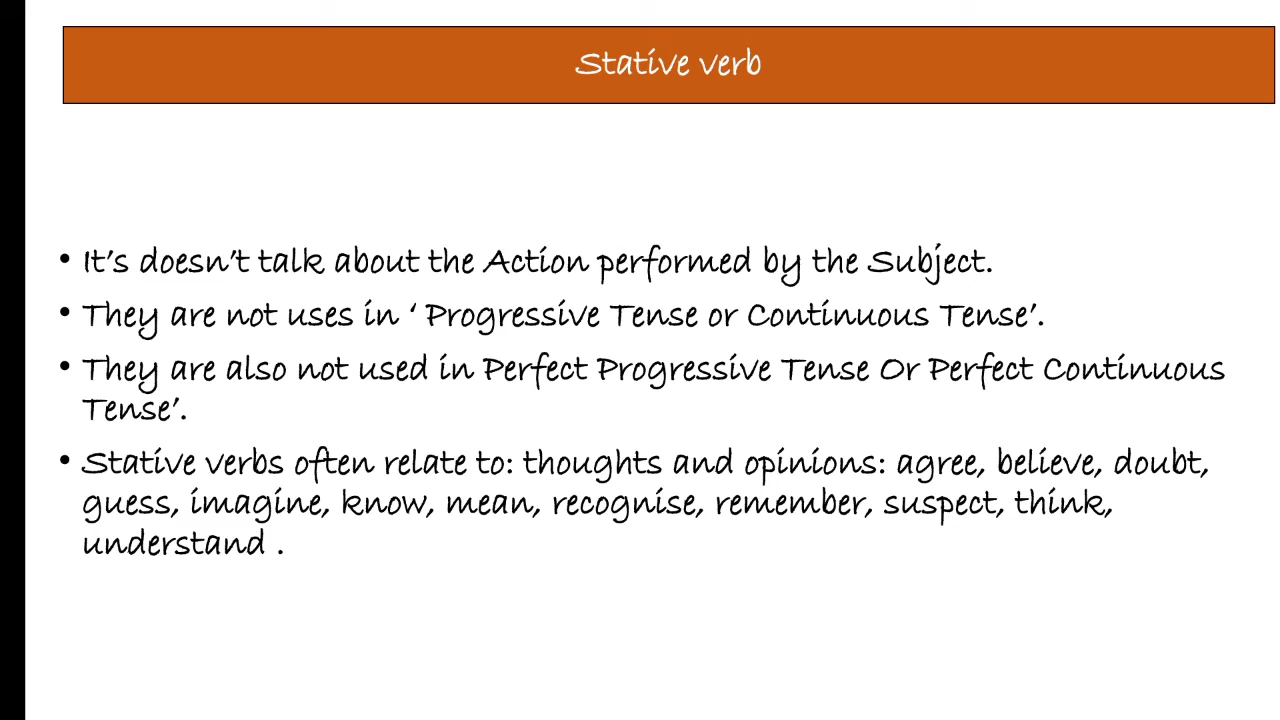 Stative verb
• It's doesn't talk about the Action performed by the Subject.
• They are not uses in ‘ Progressive Tense or Continuous Tense’.
• They are also not used in Perfect Progressive Tense Or Perfect Continuous
Tense’.
• Stative verbs often relate to: thoughts and opinions: agree, believe, doubt,
guess, imagine, know, mean, recognise, remember, suspect, think,
understand .